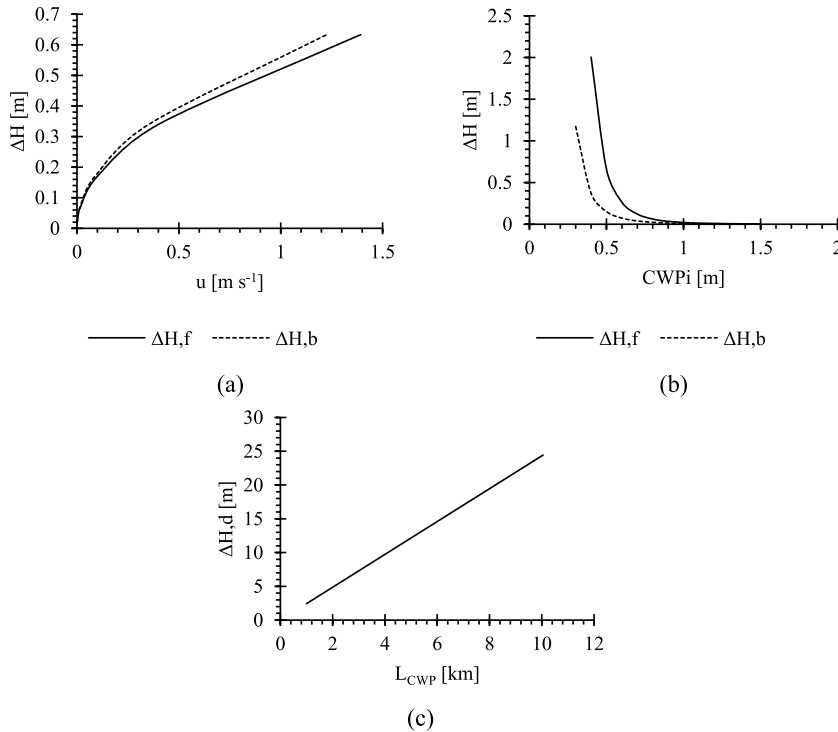 0.7
0.6
0.5
0.4
0.3
0.2
0.1
0
ΔH [m]
0 0.5 1 1.5
u [m s⁻¹]
ΔH,f ΔH,b
(a)
2.5
2
1.5
1
0.5
0
ΔH [m]
0 0.5 1 1.5 2
CWPi [m]
ΔH,f ΔH,b
(b)
30
25
20
15
10
5
0
ΔH,d [m]
0 2 4 6 8 10 12
L_CWP [km]
(c)